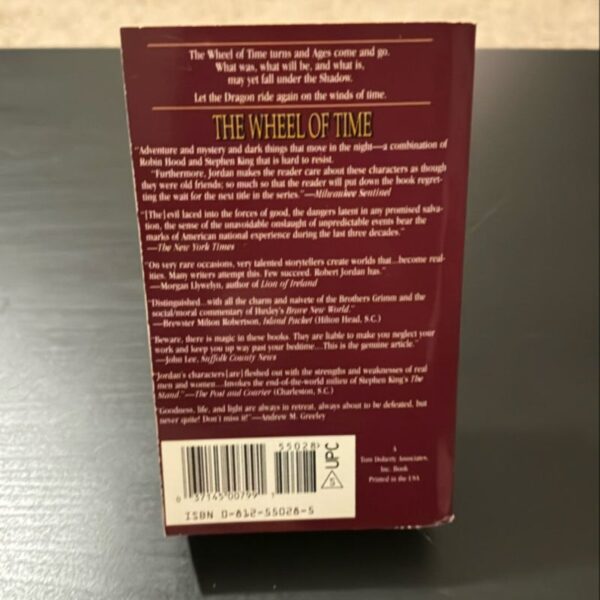 The Wheel of Time turns and Ages come and go.
What was, what will be, and what is,
may yet fall under the Shadow.
Let the Dragon ride again on the winds of time.
THE WHEEL OF TIME
"Adventure and mystery and dark things that move in the night—a combination of
Robin Hood and Stephen King that is hard to resist.
"Furthermore, Jordan makes the reader care about these characters as though
they were old friends; so much so that the reader will put down the book regret-
ting the wait for the next title in the series."—Milwaukee Sentinel
"[The] evil laced into the forces of good, the dangers latent in any promised salva-
tion, the sense of the unavoidable onslaught of unpredictable events bear the
marks of American national experience during the last three decades."
—The New York Times
"On very rare occasions, very talented storytellers create worlds that...become real-
ities. Many writers attempt this. Few succeed. Robert Jordan has."
—Morgan Llywelyn, author of Lion of Ireland
"Distinguished...with all the charm and naivete of the Brothers Grimm and the
social/moral commentary of Huxley's Brave New World."
—Brewster Milton Robertson, Island Packet (Hilton Head, S.C.)
"Beware, there is magic in these books. They are liable to make you neglect your
work and keep you up way past your bedtime...This is the genuine article."
—John Lee, Suffolk County News
"Jordan's characters [are] fleshed out with the strengths and weaknesses of real
men and women...Invokes the end-of-the-world milieu of Stephen King's The
Stand."—The Post and Courier (Charleston, S.C.)
"Goodness, life, and light are always in retreat, always about to be defeated, but
never quite! Don't miss it!"—Andrew M. Greeley
55028>
UPC
S
0 37145 00799 7
ISBN 0-812-55028-5
Tom Doherty Associates,
Inc. Book
Printed in the USA